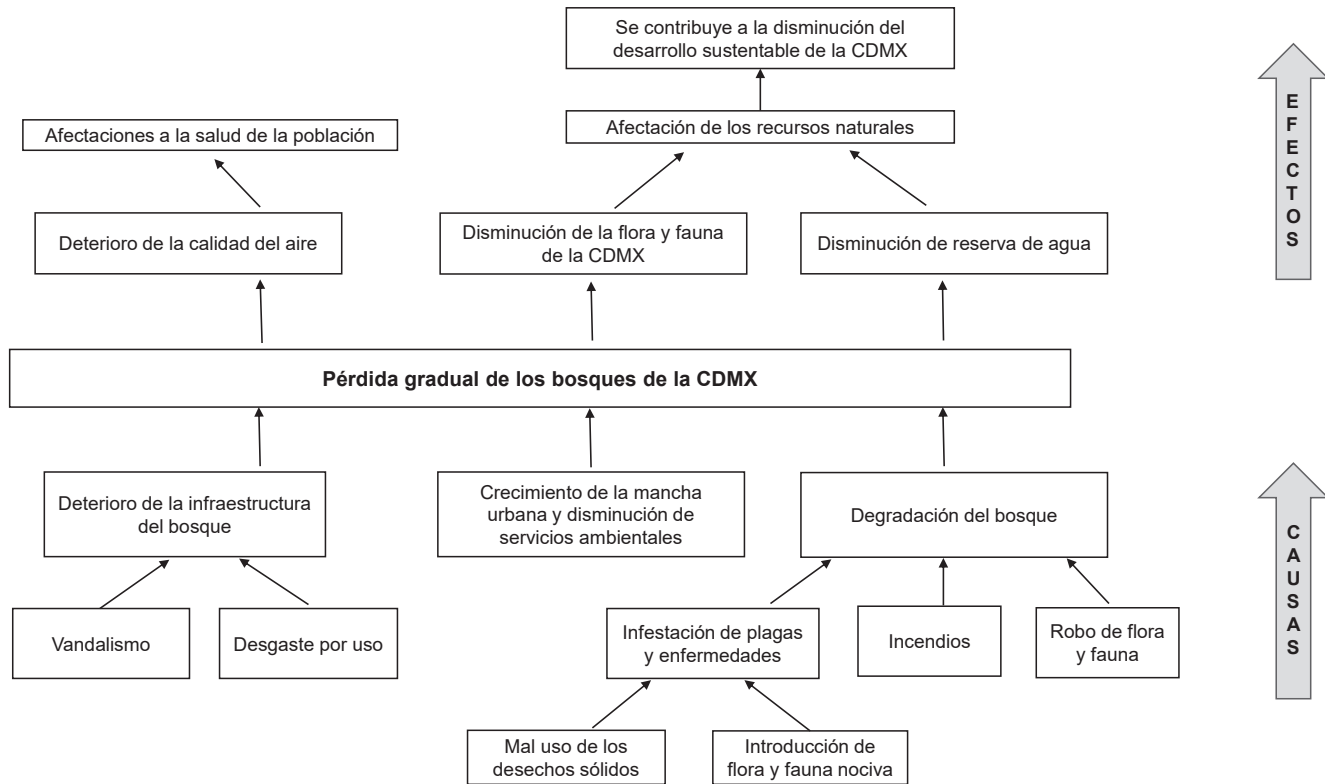 Se contribuye a la disminución del
desarrollo sustentable de la CDMX
Afectaciones a la salud de la población
Afectación de los recursos naturales
Deterioro de la calidad del aire
Disminución de la flora y fauna
de la CDMX
Disminución de reserva de agua
EFECTOS
Pérdida gradual de los bosques de la CDMX
Deterioro de la infraestructura
del bosque
Crecimiento de la mancha
urbana y disminución de
servicios ambientales
Degradación del bosque
CAUSAS
Vandalismo
Desgaste por uso
Infestación de plagas
y enfermedades
Incendios
Robo de flora
y fauna
Mal uso de los
desechos sólidos
Introducción de
flora y fauna nociva